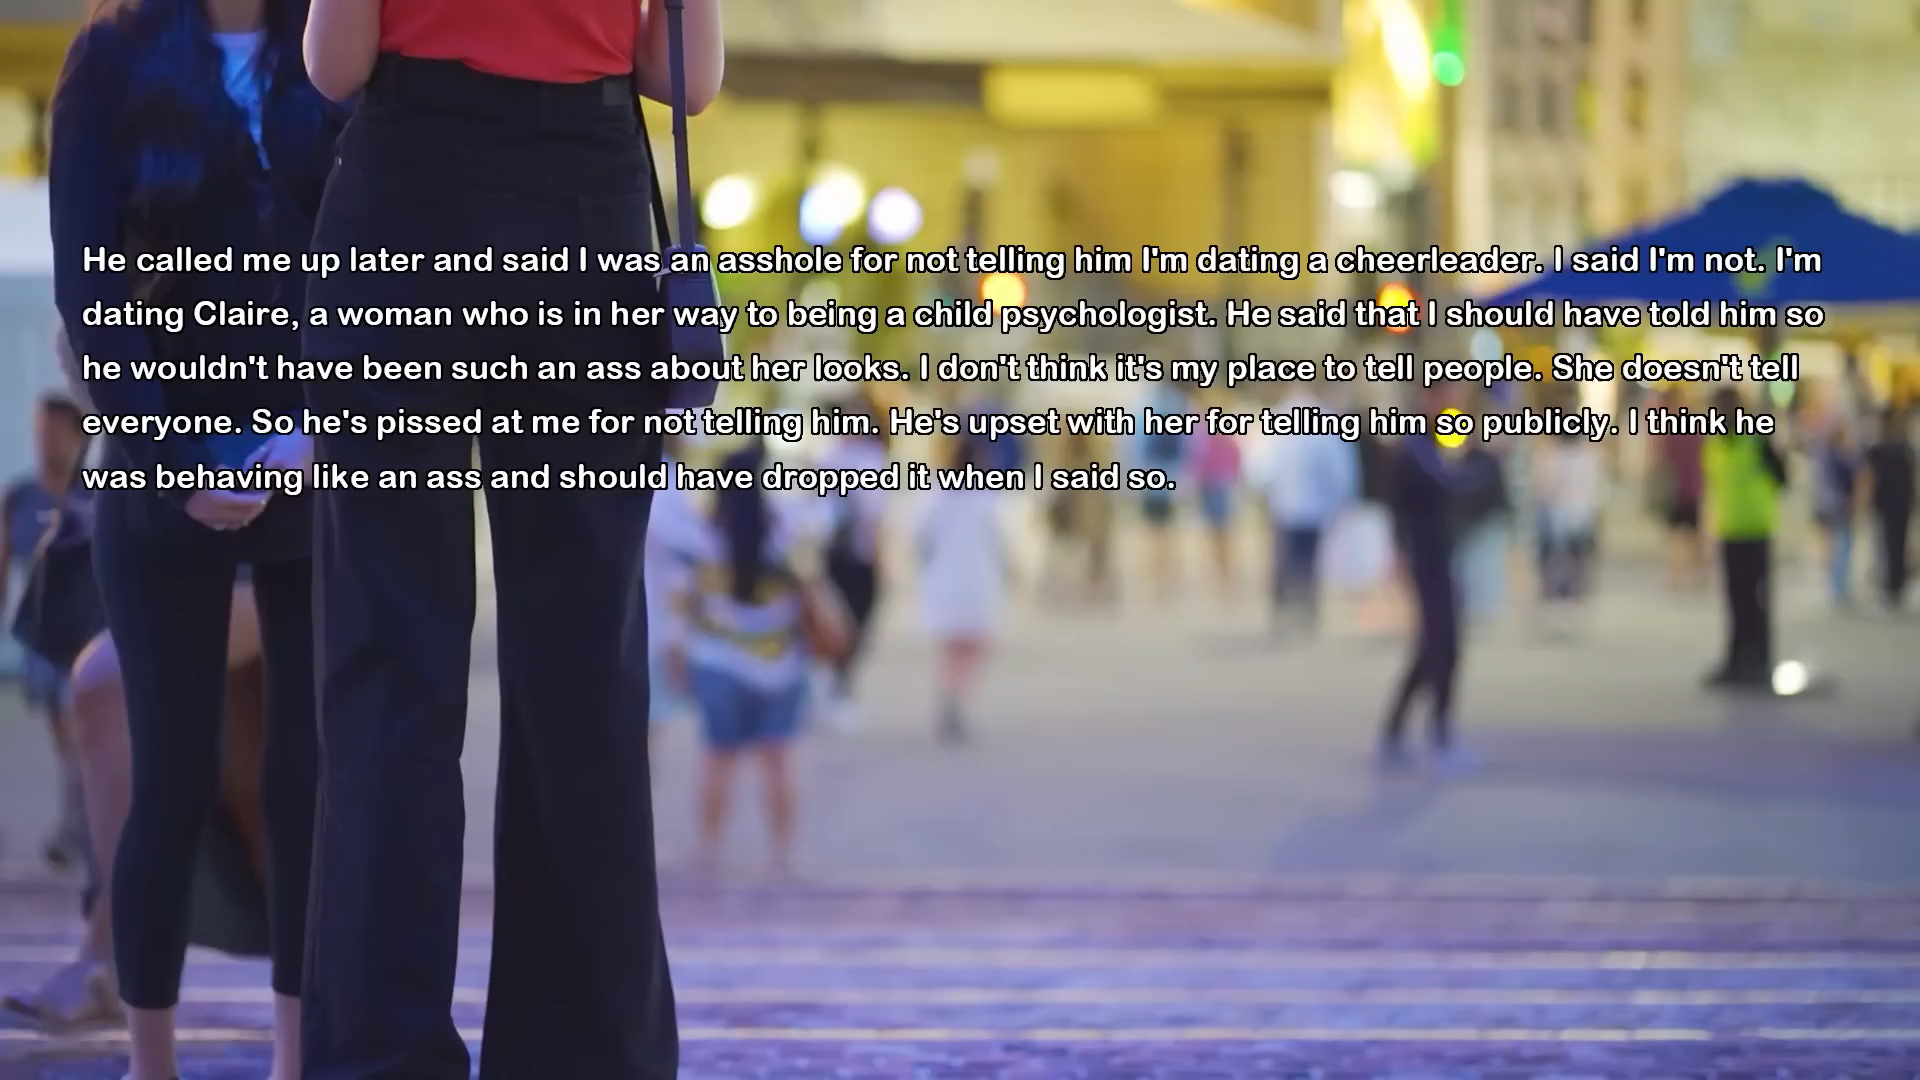 He called me up later and said I was an asshole for not telling him I'm dating a cheerleader. I said I'm not. I'm
dating Claire, a woman who is in her way to being a child psychologist. He said that I should have told him so
he wouldn't have been such an ass about her looks. I don't think it's my place to tell people. She doesn't tell
everyone. So he's pissed at me for not telling him. He's upset with her for telling him so publicly. I think he
was behaving like an ass and should have dropped it when I said so.